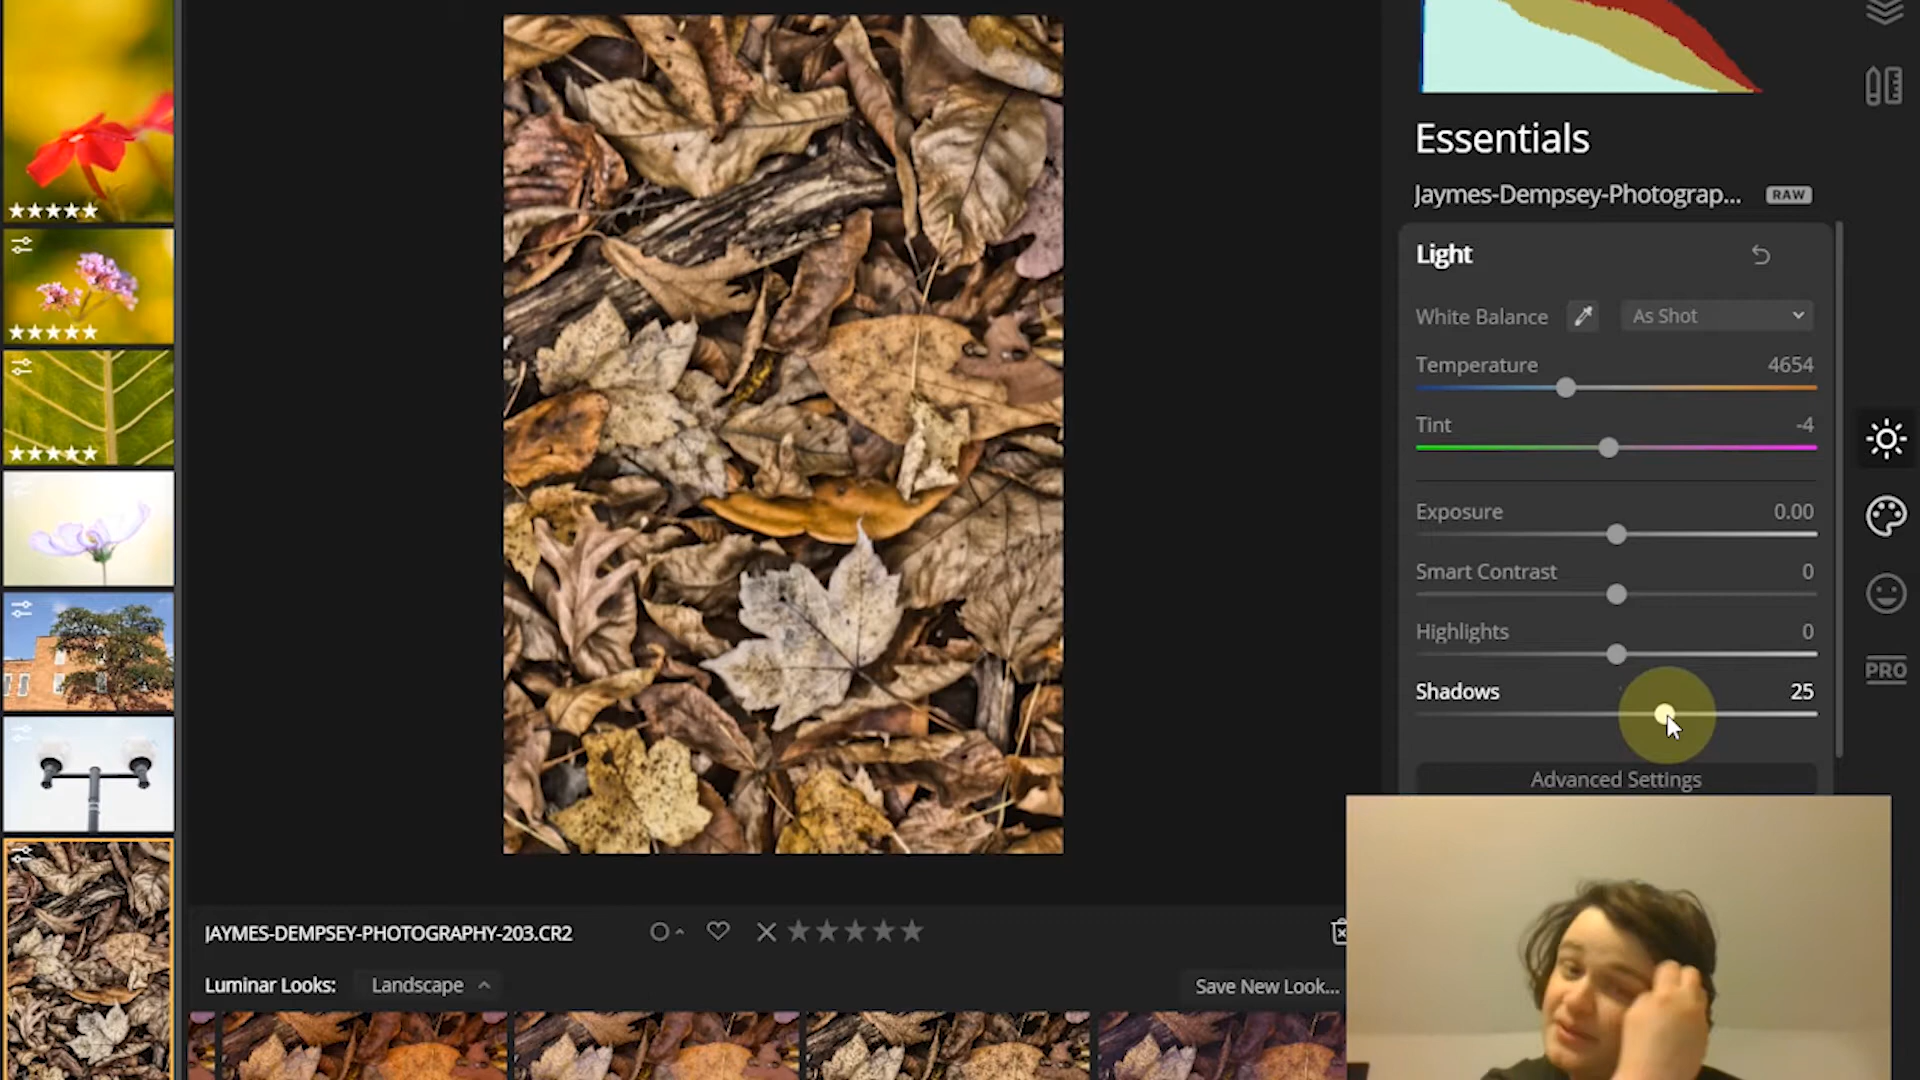 Essentials
Jaymes-Dempsey-Photograp... RAW
Light
White Balance As Shot
Temperature 4654
Tint -4
Exposure 0.00
Smart Contrast 0
Highlights 0
Shadows 25
Advanced Settings
PRO
JAYMES-DEMPSEY-PHOTOGRAPHY-203.CR2
Luminar Looks: Landscape
Save New Look...